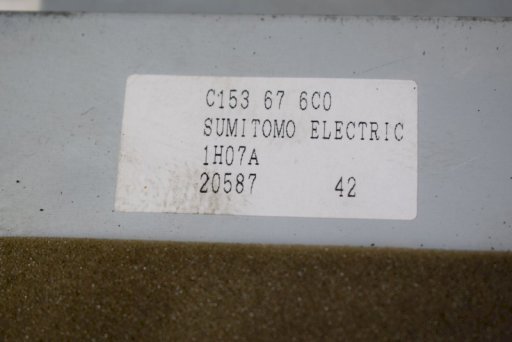 C153 67 6C0
SUMITOMO ELECTRIC
1H07A
20587 42